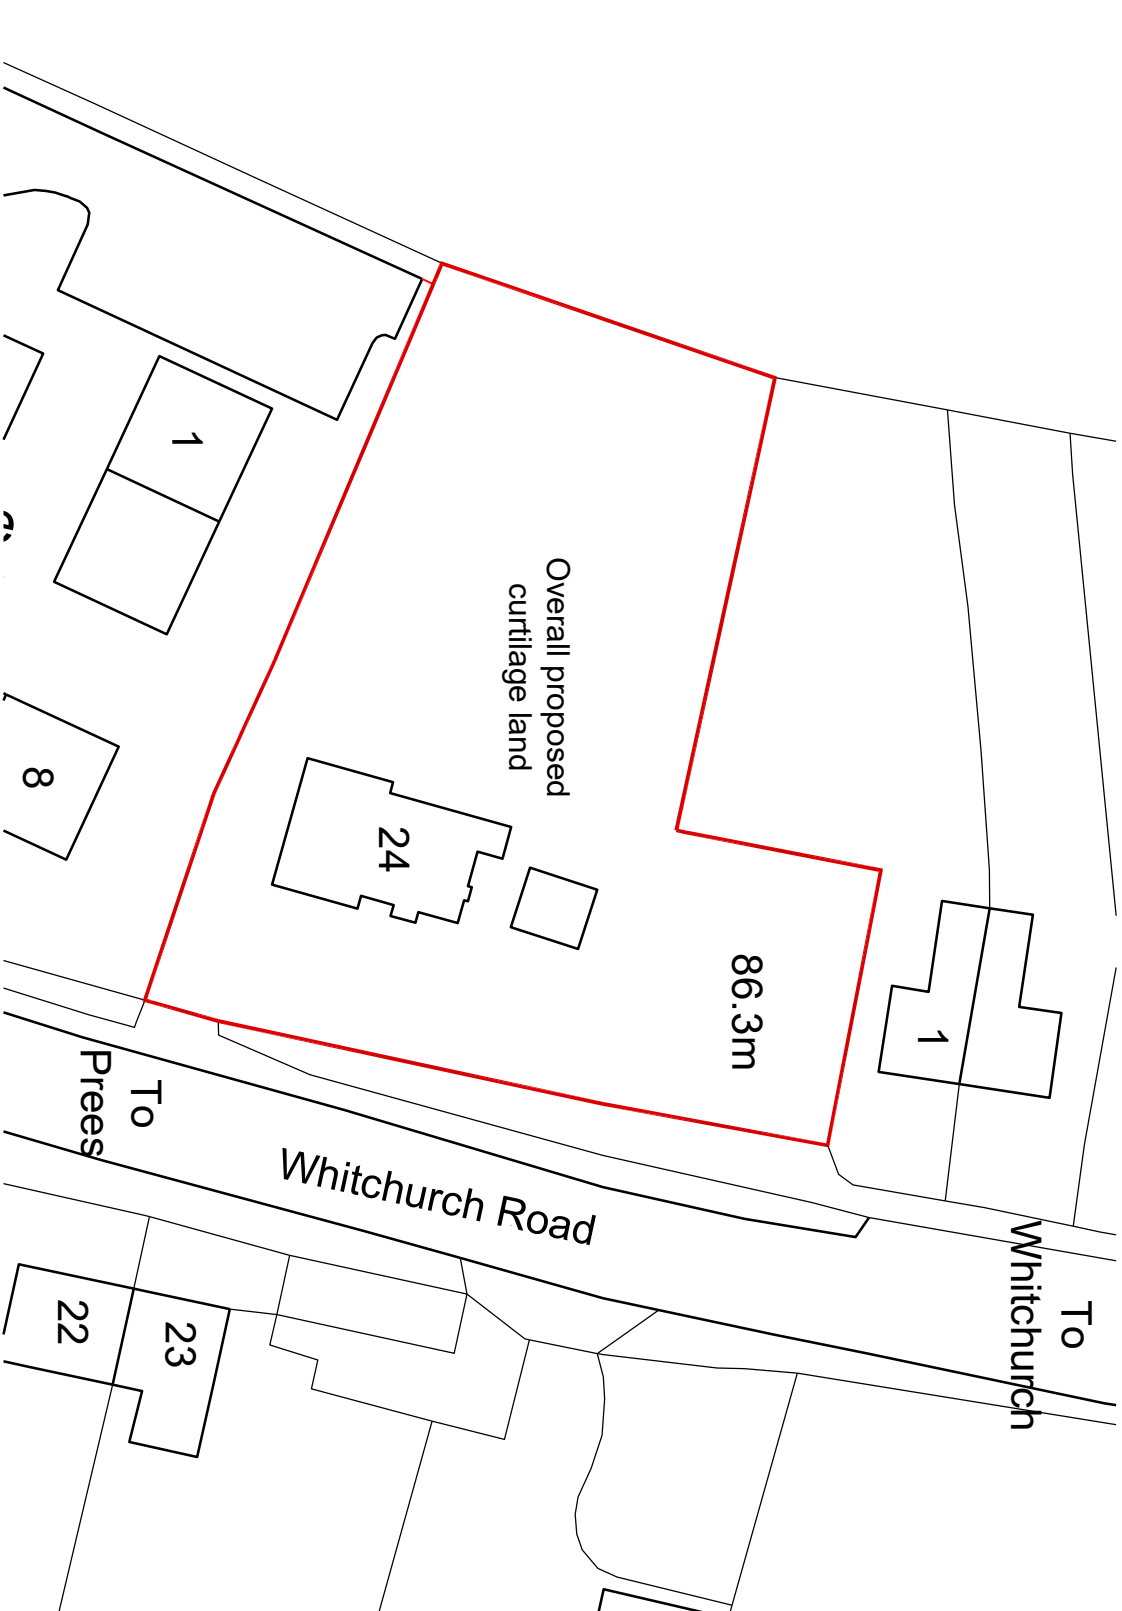 Overall proposed
curtilage land
1
8
24
86.3m
1
To
Prees
Whitchurch Road
To
Whitchurch
22
23